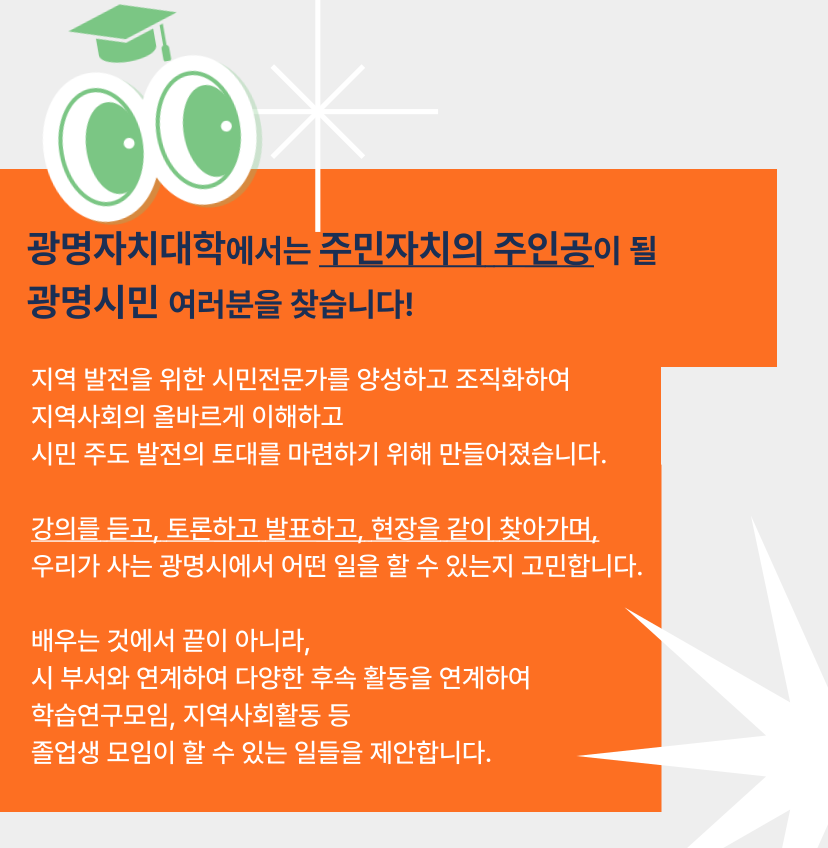 광명자치대학에서는 주민자치의 주인공이 될
광명시민 여러분을 찾습니다!
지역 발전을 위한 시민전문가를 양성하고 조직화하여
지역사회의 올바르게 이해하고
시민 주도 발전의 토대를 마련하기 위해 만들어졌습니다.
강의를 듣고, 토론하고 발표하고, 현장을 같이 찾아가며,
우리가 사는 광명시에서 어떤 일을 할 수 있는지 고민합니다.
배우는 것에서 끝이 아니라,
시 부서와 연계하여 다양한 후속 활동을 연계하여
학습연구모임, 지역사회활동 등
졸업생 모임이 할 수 있는 일들을 제안합니다.